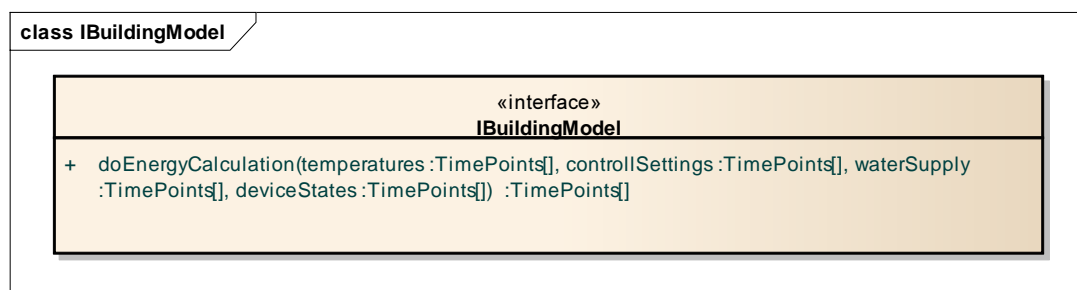 class IBuildingModel
«interface»
IBuildingModel
+ doEnergyCalculation(temperatures :TimePoints[], controllSettings :TimePoints[], waterSupply
:TimePoints[], deviceStates :TimePoints[]) :TimePoints[]